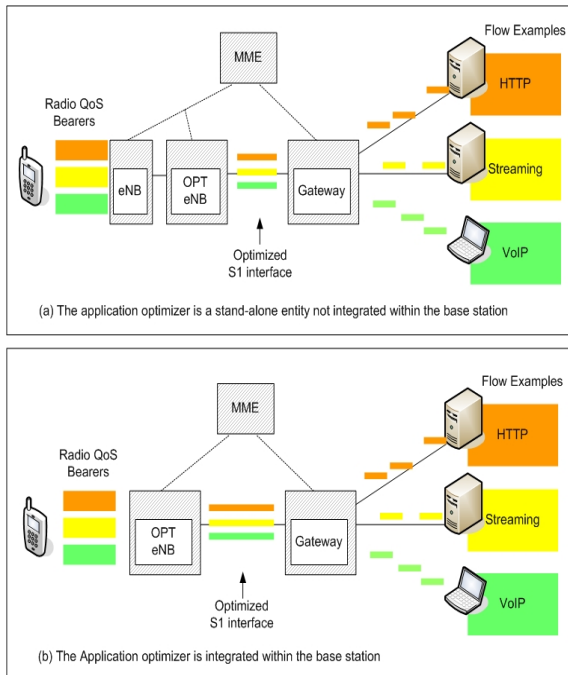 Flow Examples
MME
HTTP
Radio QoS
Bearers
Streaming
eNB
OPT
eNB
Gateway
Optimized
S1 interface
VoIP
(a) The application optimizer is a stand-alone entity not integrated within the base station
Flow Examples
MME
HTTP
Radio QoS
Bearers
Streaming
OPT
eNB
Gateway
Optimized
S1 interface
VoIP
(b) The Application optimizer is integrated within the base station